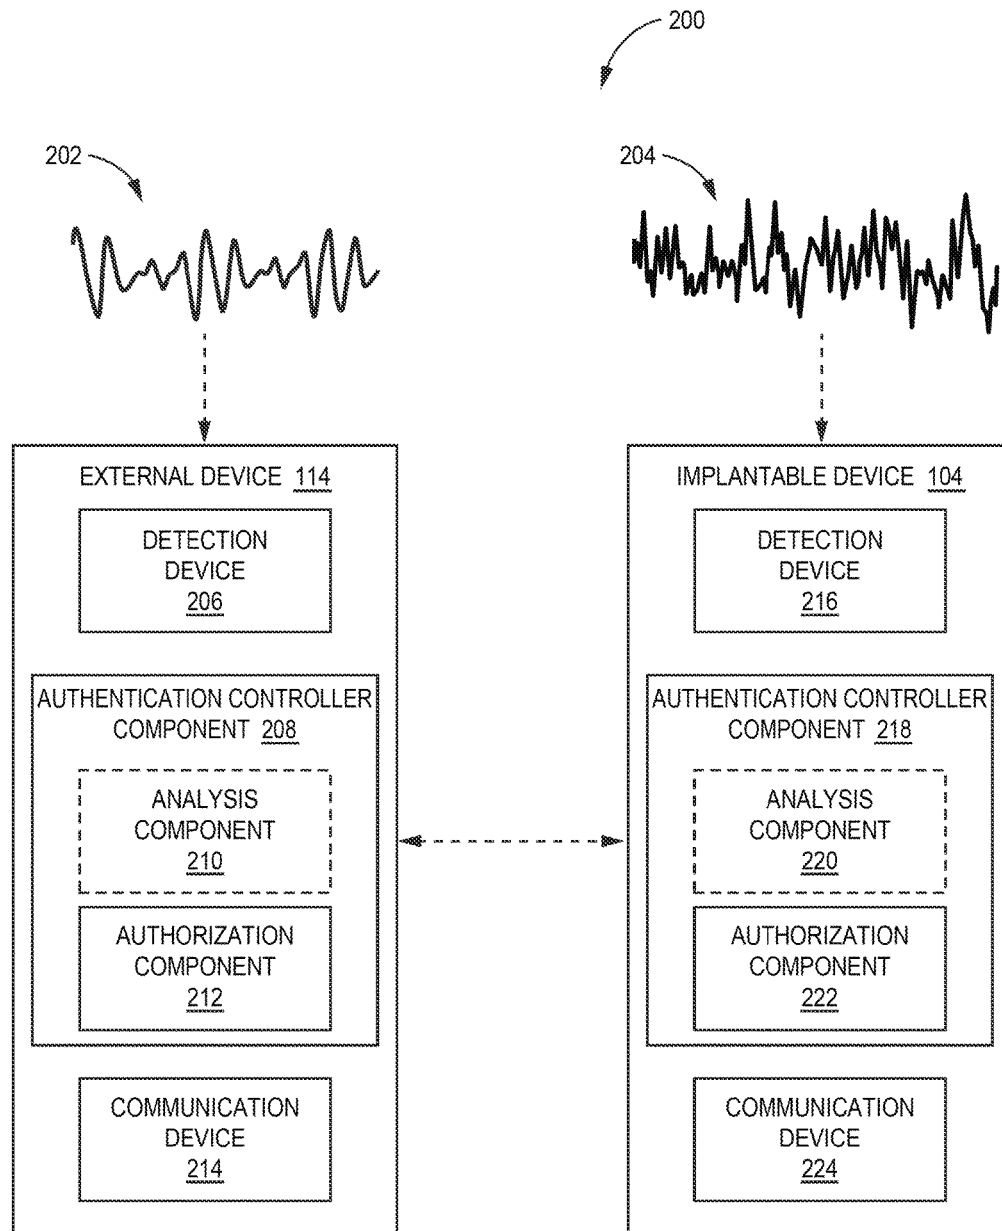 200
202
204
EXTERNAL DEVICE 114
DETECTION
DEVICE
206
AUTHENTICATION CONTROLLER
COMPONENT 208
ANALYSIS
COMPONENT
210
AUTHORIZATION
COMPONENT
212
COMMUNICATION
DEVICE
214
IMPLANTABLE DEVICE 104
DETECTION
DEVICE
216
AUTHENTICATION CONTROLLER
COMPONENT 218
ANALYSIS
COMPONENT
220
AUTHORIZATION
COMPONENT
222
COMMUNICATION
DEVICE
224